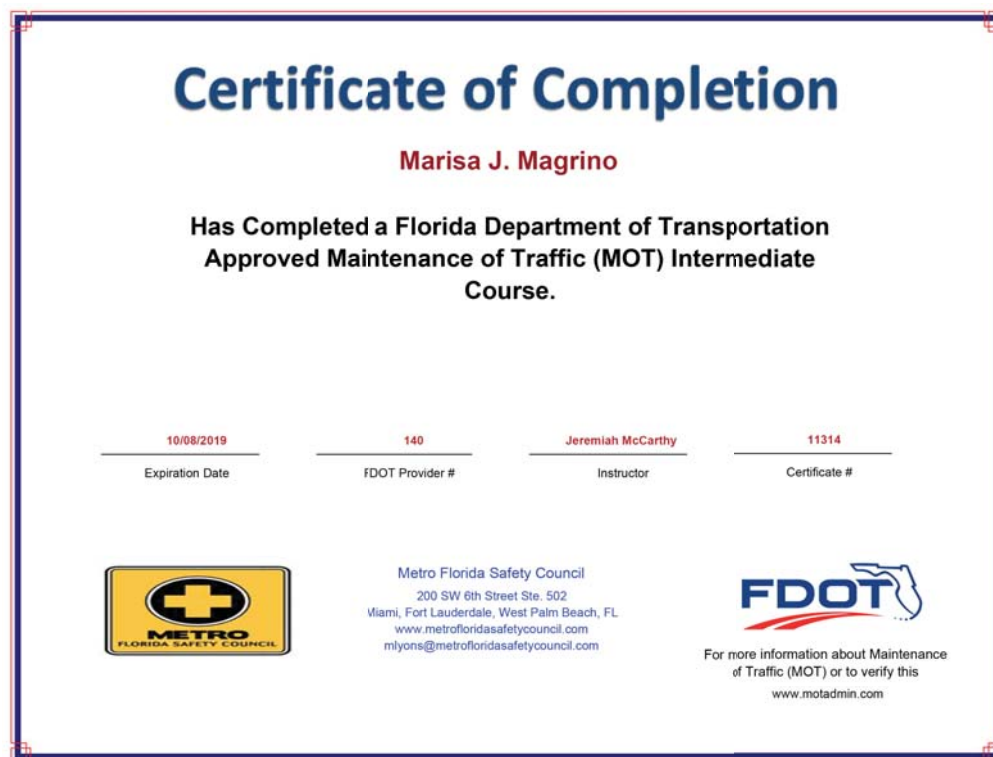 Certificate of Completion
Marisa J. Magrino
Has Completed a Florida Department of Transportation
Approved Maintenance of Traffic (MOT) Intermediate
Course.
10/08/2019 140 Jeremiah McCarthy 11314
Expiration Date FDOT Provider # Instructor Certificate #
METRO
FLORIDA SAFETY COUNCIL
Metro Florida Safety Council
200 SW 6th Street Ste. 502
Miami, Fort Lauderdale, West Palm Beach, FL
www.metrofloridasafetycouncil.com
mlyons@metrofloridasafetycouncil.com
FDOT
For more information about Maintenance
of Traffic (MOT) or to verify this
www.motadmin.com